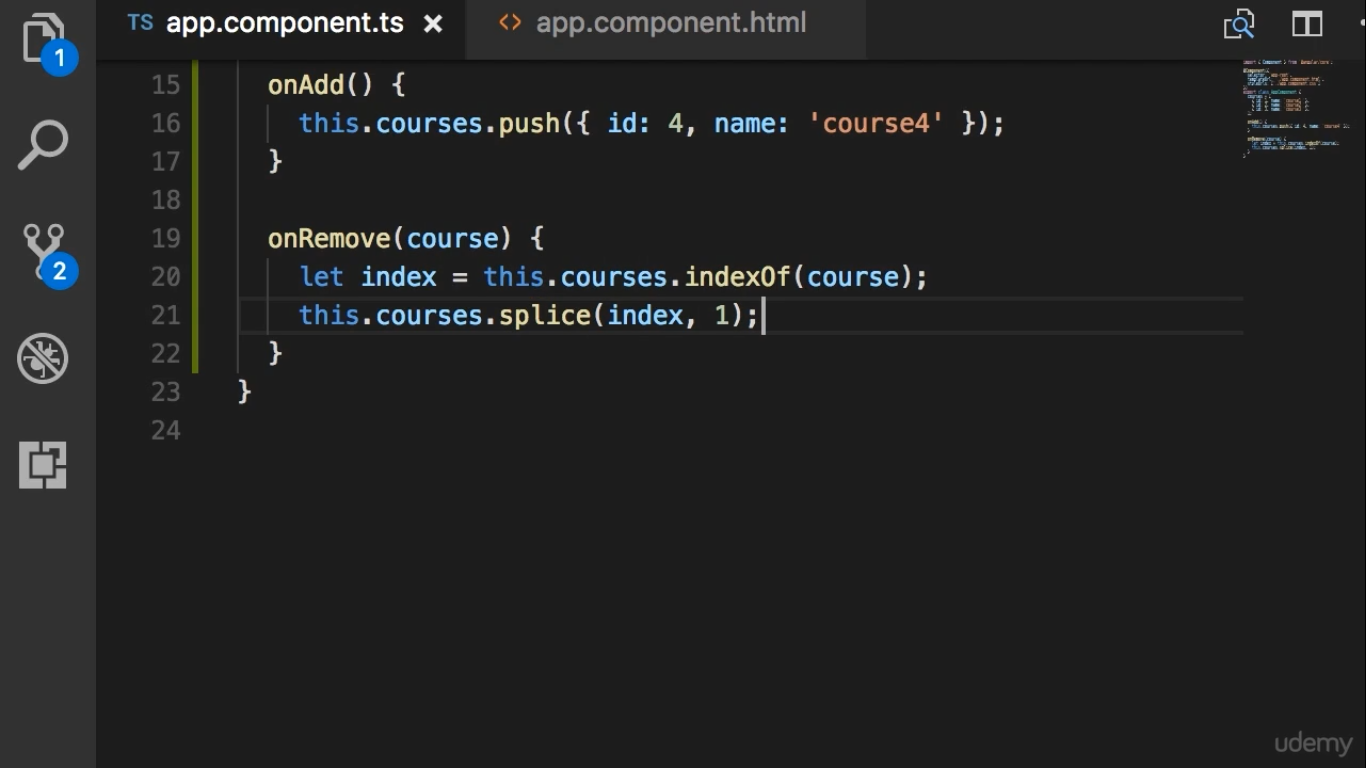 1
TS app.component.ts × <> app.component.html
15 onAdd() {
16 this.courses.push({ id: 4, name: 'course4' });
17 }
18
19 onRemove(course) {
20 let index = this.courses.indexOf(course);
21 this.courses.splice(index, 1);
22 }
23 }
24
2
udemy